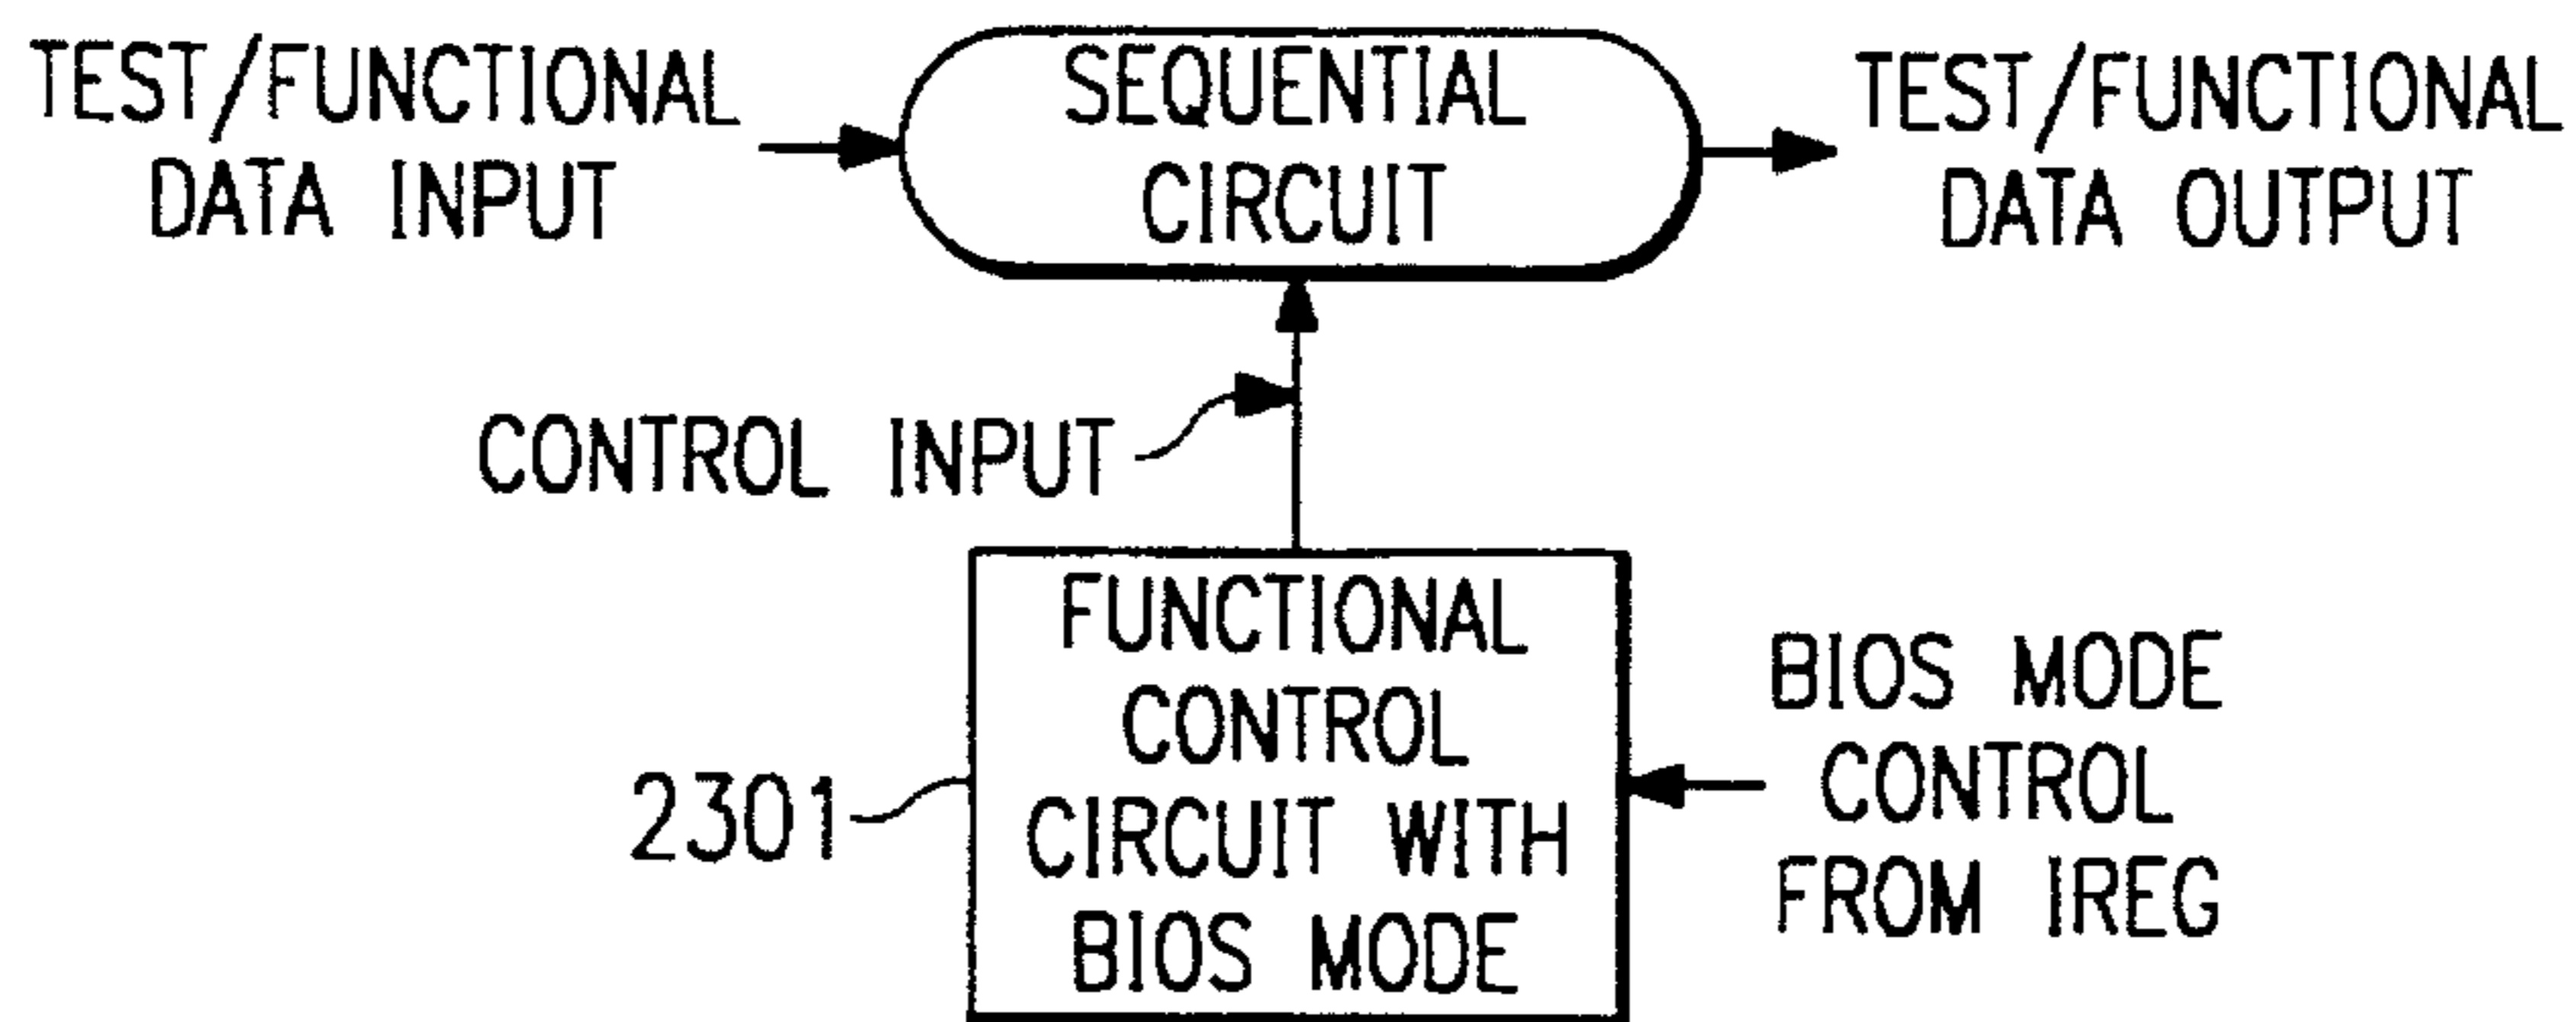 TEST/FUNCTIONAL
DATA INPUT
SEQUENTIAL
CIRCUIT
TEST/FUNCTIONAL
DATA OUTPUT
CONTROL INPUT
2301
FUNCTIONAL
CONTROL
CIRCUIT WITH
BIOS MODE
BIOS MODE
CONTROL
FROM IREG